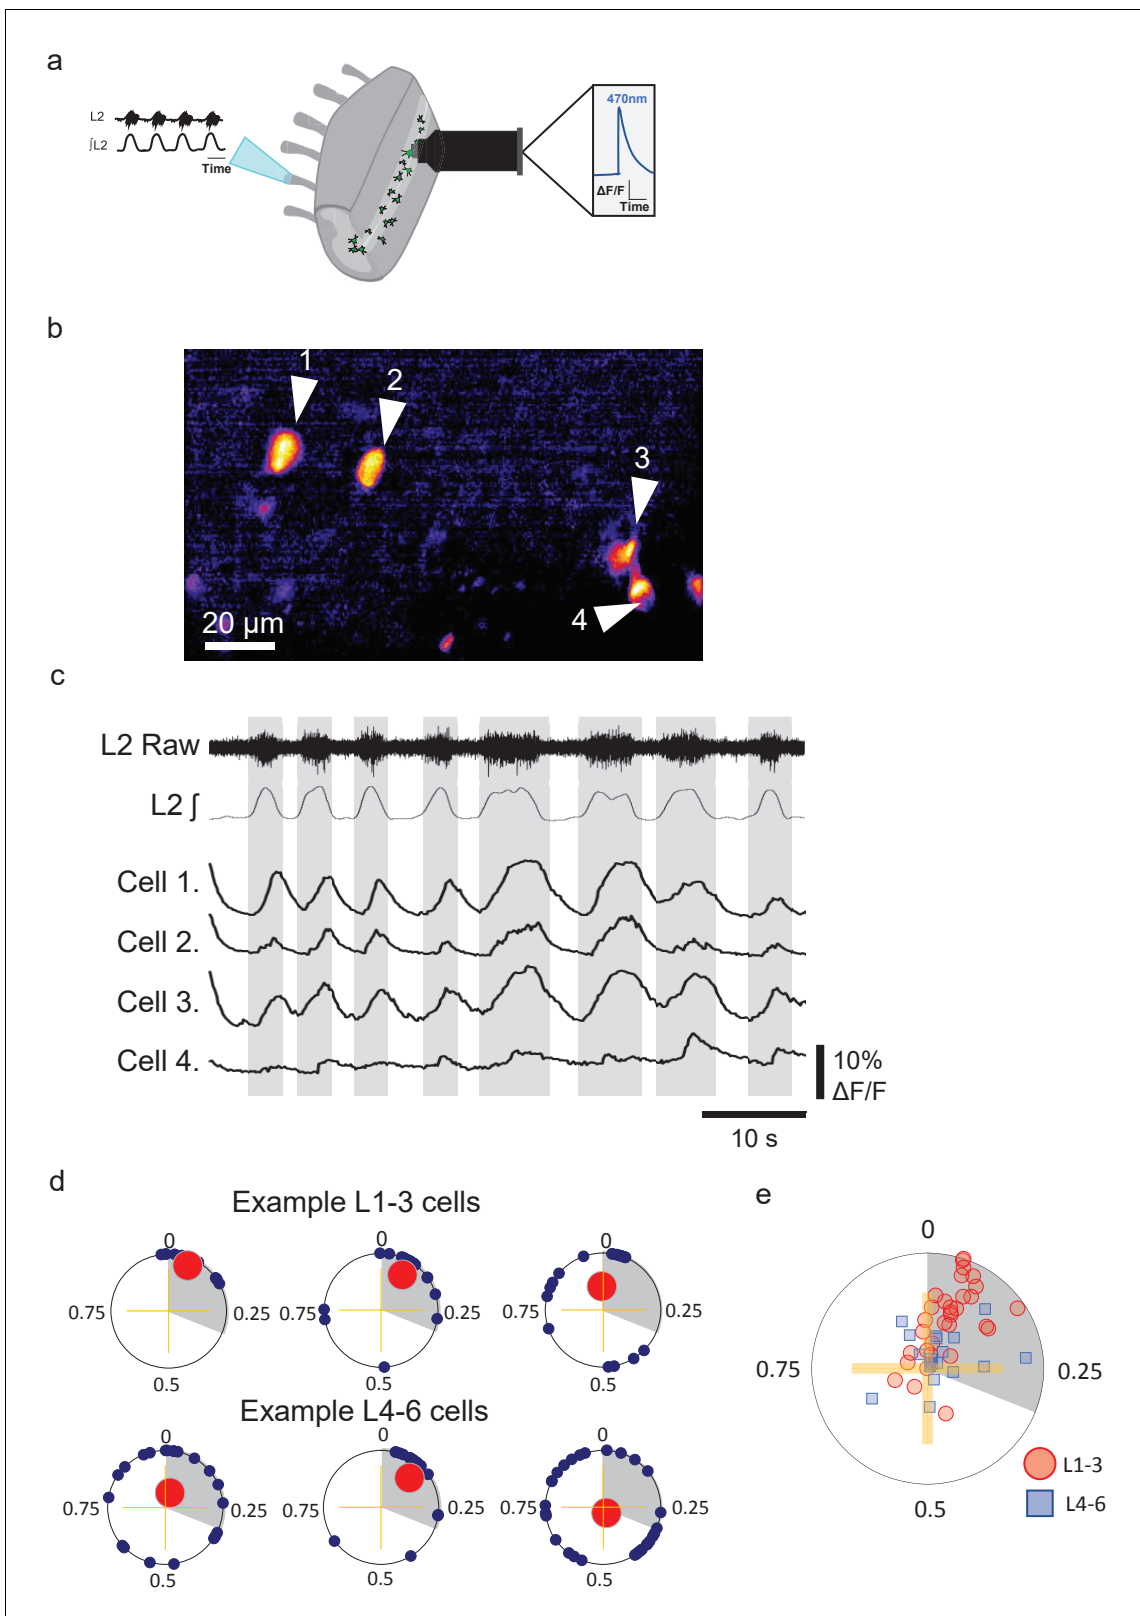 a
L2
∫L2
Time
470nm
ΔF/F
Time
b
1
2
3
4
20 µm
c
L2 Raw
L2 ∫
Cell 1.
Cell 2.
Cell 3.
Cell 4.
10%
ΔF/F
10 s
d
Example L1-3 cells
0
0.75
0.25
0.5
0
0.75
0.25
0.5
0
0.75
0.25
0.5
Example L4-6 cells
0
0.75
0.25
0.5
0
0.75
0.25
0.5
0
0.75
0.25
0.5
e
0
0.75
0.25
0.5
L1-3
L4-6